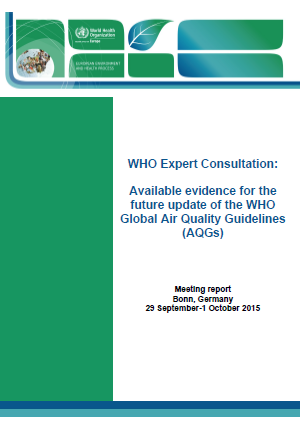 World Health
Organization
Europe
EUROPEAN ENVIRONMENT
AND HEALTH PROCESS
WHO Expert Consultation:
Available evidence for the
future update of the WHO
Global Air Quality Guidelines
(AQGs)
Meeting report
Bonn, Germany
29 September-1 October 2015